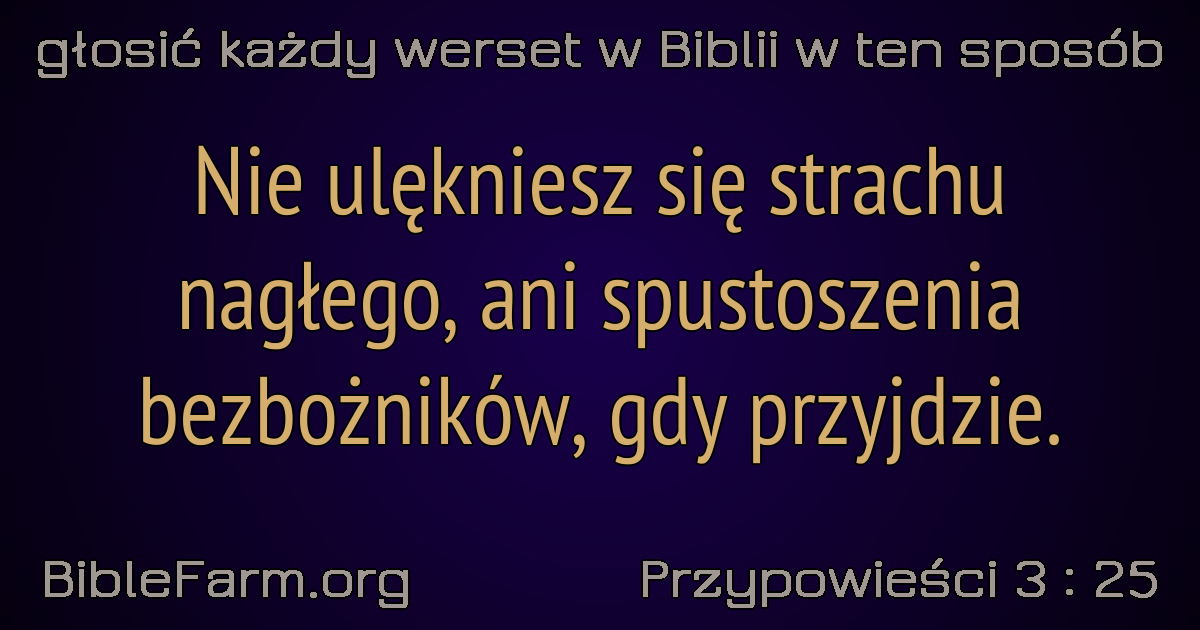 głosić każdy werset w Biblii w ten sposób
Nie ulękniesz się strachu
nagłego, ani spustoszenia
bezbożników, gdy przyjdzie.
BibleFarm.org
Przypowieści 3 : 25